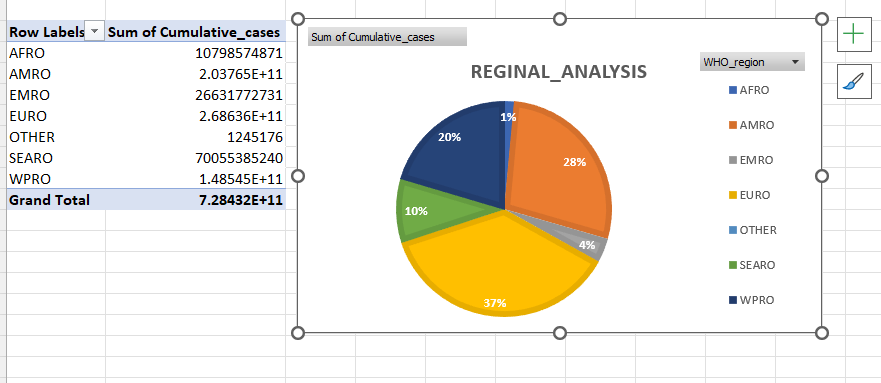 Row Labels Sum of Cumulative_cases
AFRO 10798574871
AMRO 2.03765E+11
EMRO 26631772731
EURO 2.68636E+11
OTHER 1245176
SEARO 70055385240
WPRO 1.48545E+11
Grand Total 7.28432E+11
Sum of Cumulative_cases
REGINAL_ANALYSIS
1%
28%
4%
37%
10%
20%
WHO_region
AFRO
AMRO
EMRO
EURO
OTHER
SEARO
WPRO